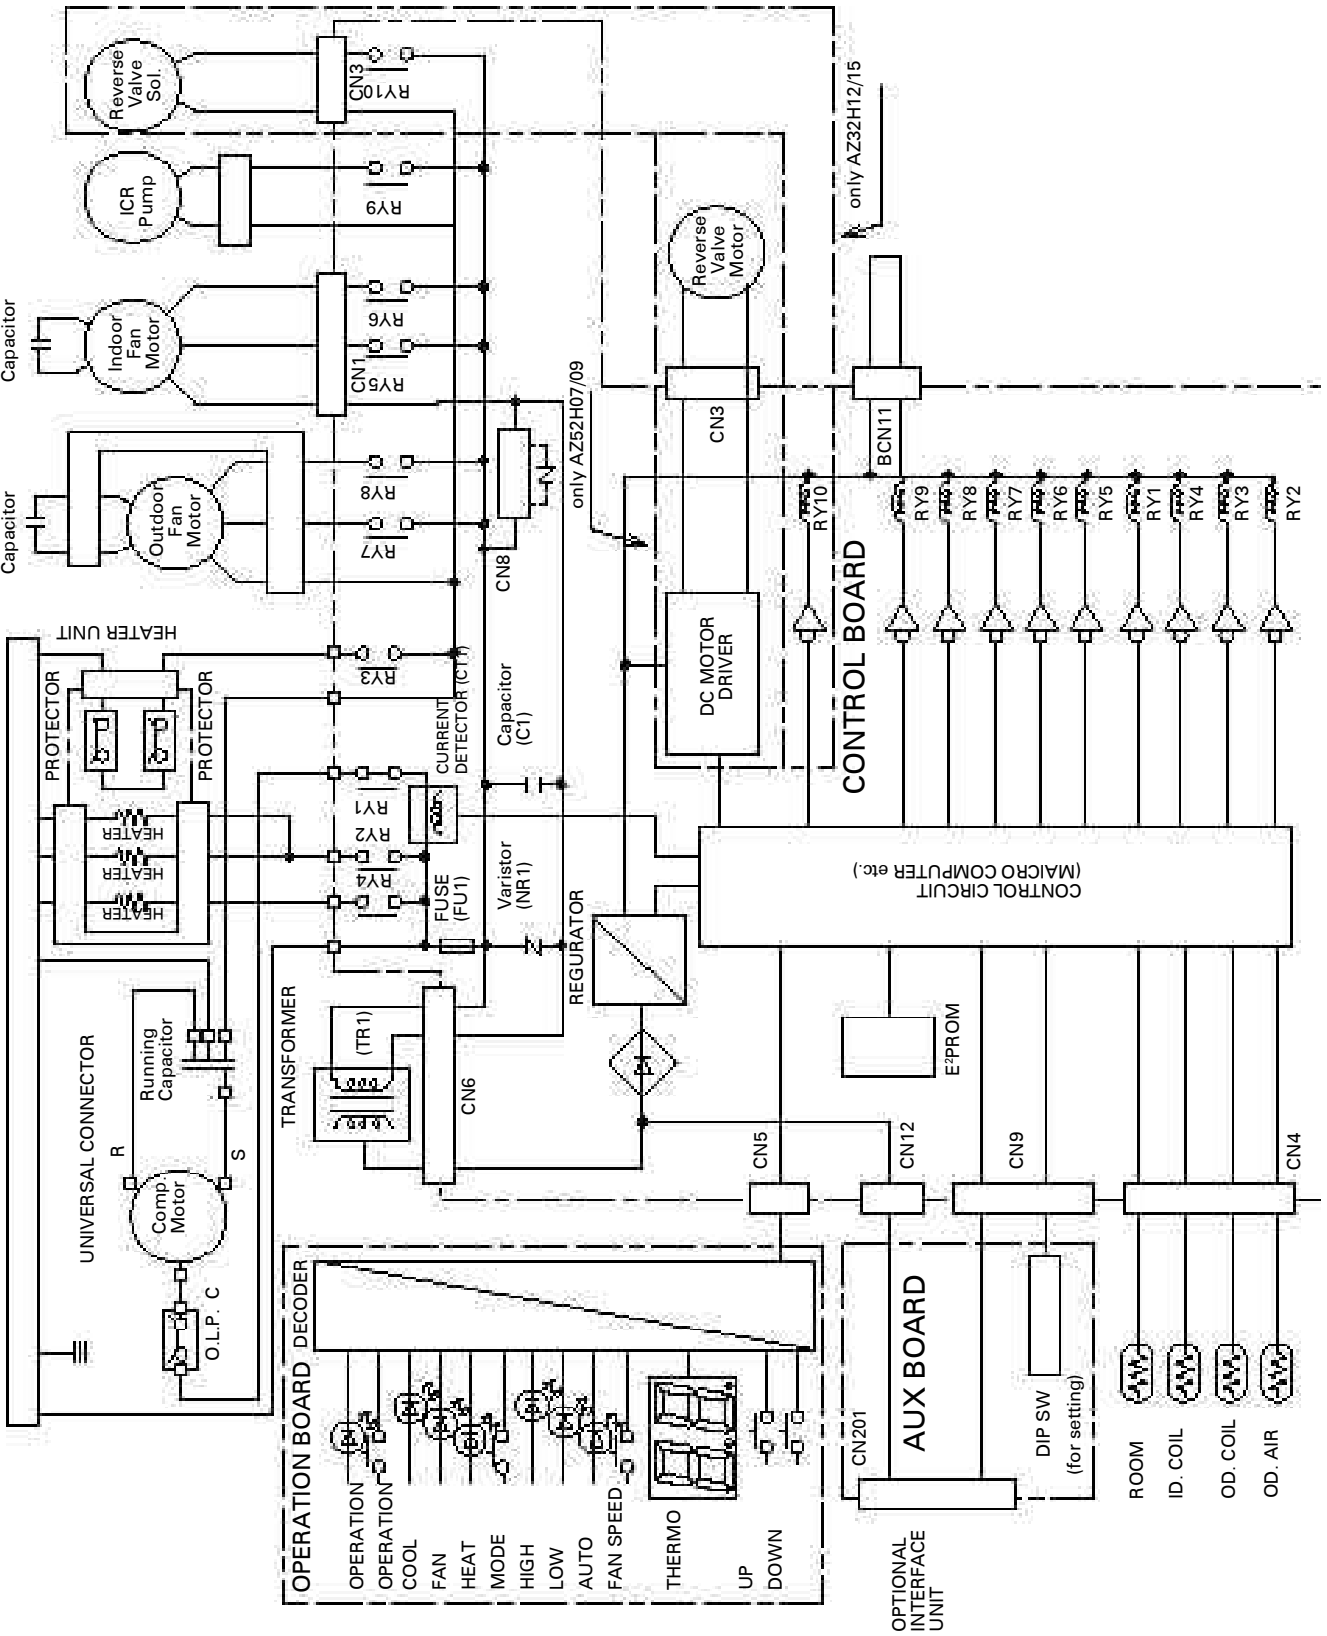 Reverse
Valve
Sol.
CN3
RY10
ICR
Pump
RY9
only AZ32H12/15
Capacitor
Indoor
Fan
Motor
RY6
CN1
RY5
Reverse
Valve
Motor
CN3
BCN11
only AZ52H07/09
Capacitor
Outdoor
Fan
Motor
RY8
RY7
CN8
RY10
RY9
RY8
RY7
RY6
RY5
RY1
RY4
RY3
RY2
CONTROL BOARD
DC MOTOR
DRIVER
HEATER UNIT
PROTECTOR
PROTECTOR
RY3
CURRENT
DETECTOR (CT1)
Capacitor
(C1)
RY1
RY2
RY4
HEATER
HEATER
HEATER
FUSE
(FU1)
Varistor
(NR1)
REGURATOR
CONTROL CIRCUIT
(MAICRO COMPUTER etc.)
UNIVERSAL CONNECTOR
Running
Capacitor
R
S
Comp.
Motor
O.L.P.
C
TRANSFORMER
(TR1)
CN6
E²PROM
CN5
CN12
CN9
CN4
OPERATION BOARD
DECODER
OPERATION
OPERATION
COOL
FAN
HEAT
MODE
HIGH
LOW
AUTO
FAN SPEED
THERMO
UP
DOWN
AUX BOARD
CN201
DIP SW
(for setting)
OPTIONAL
INTERFACE
UNIT
ROOM
ID. COIL
OD. COIL
OD. AIR